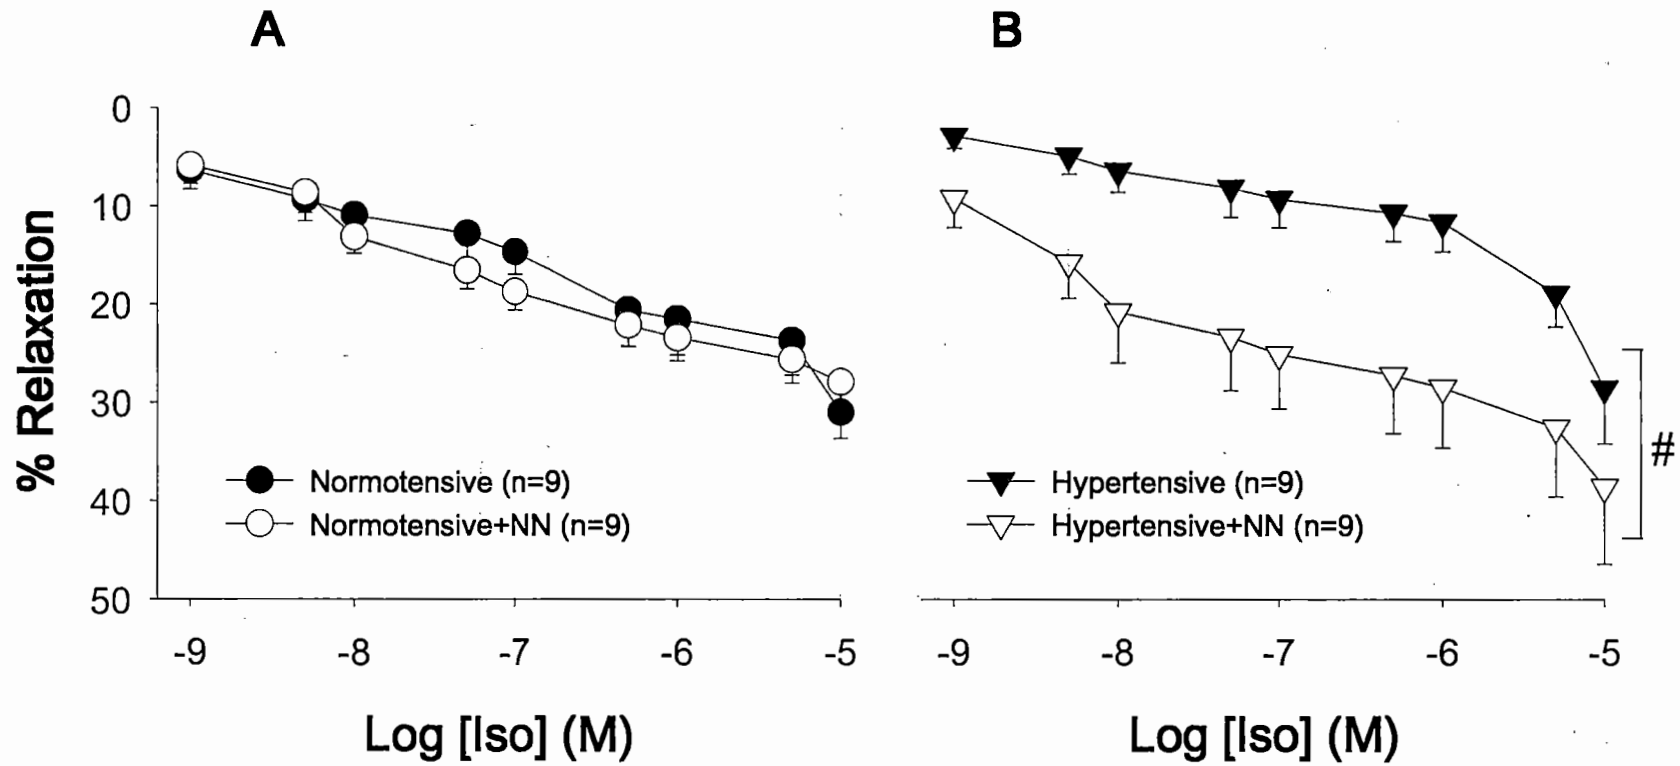 A
B
% Relaxation
0
10
20
30
40
50
Normotensive (n=9)
Normotensive+NN (n=9)
Hypertensive (n=9)
Hypertensive+NN (n=9)
#
-9 -8 -7 -6 -5
-9 -8 -7 -6 -5
Log [Iso] (M)
Log [Iso] (M)